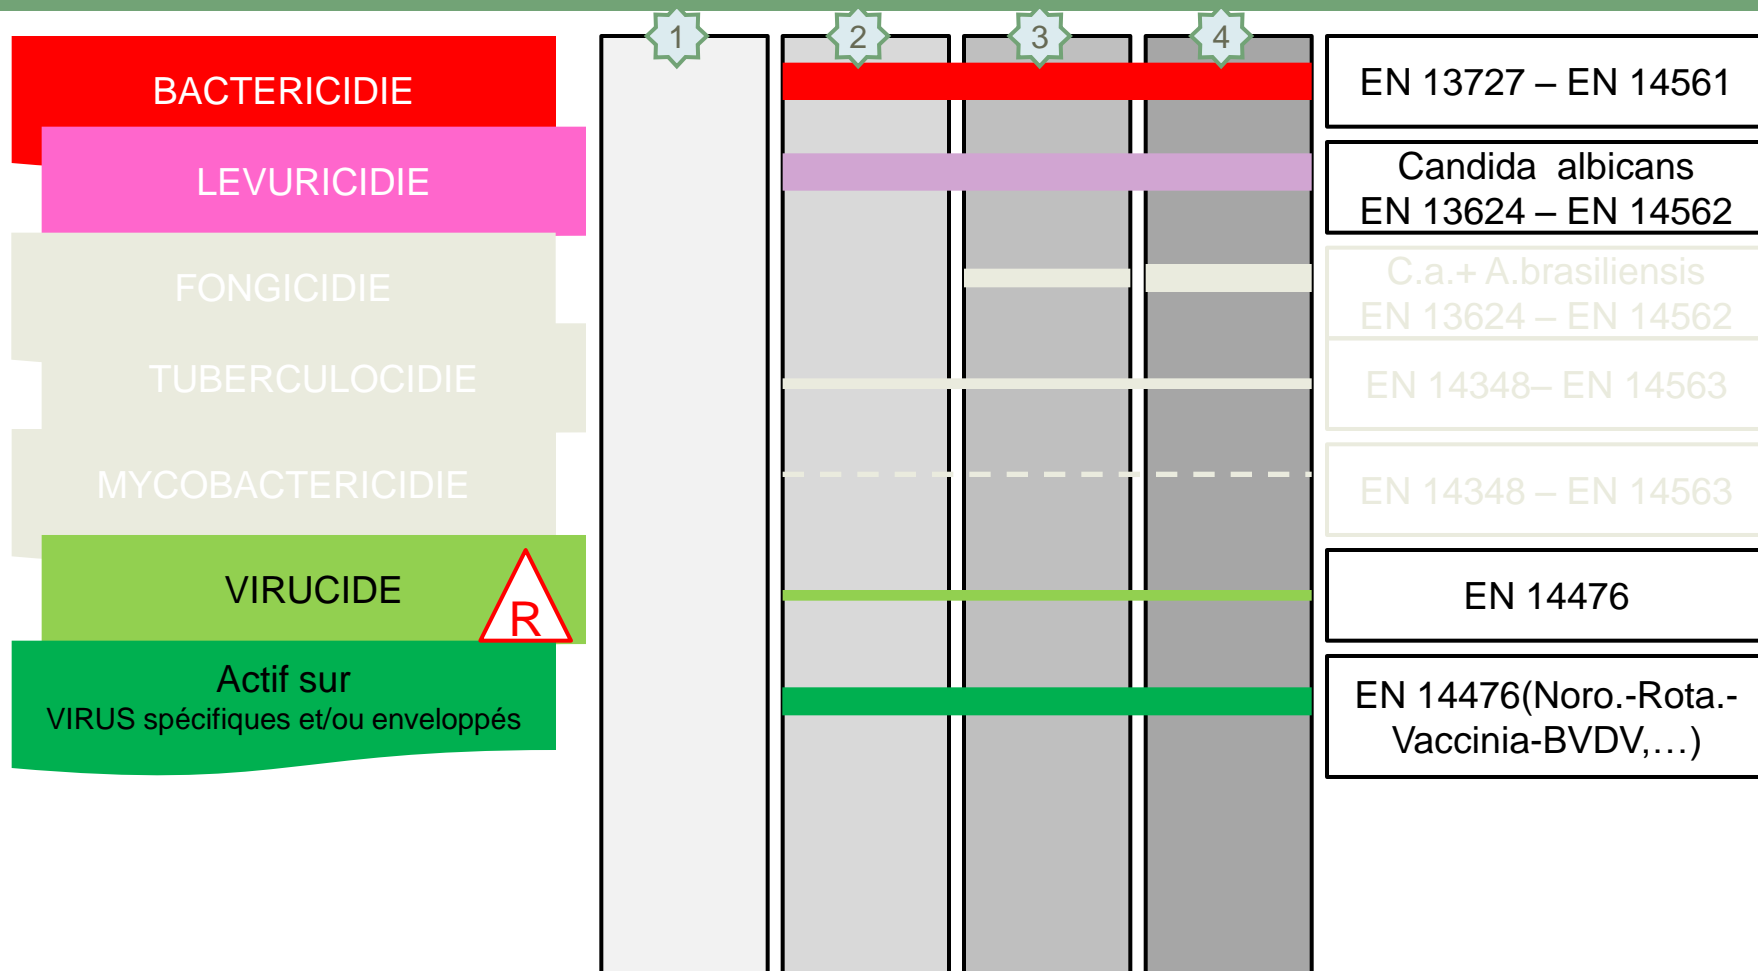 1
2
3
4
BACTERICIDIE
EN 13727 – EN 14561
LEVURICIDIE
Candida albicans
EN 13624 – EN 14562
FONGICIDIE
C.a.+ A.brasiliensis
EN 13624 – EN 14562
TUBERCULOCIDIE
EN 14348– EN 14563
MYCOBACTERICIDIE
EN 14348 – EN 14563
VIRUCIDE
R
EN 14476
Actif sur
VIRUS spécifiques et/ou enveloppés
EN 14476(Noro.-Rota.-
Vaccinia-BVDV,…)